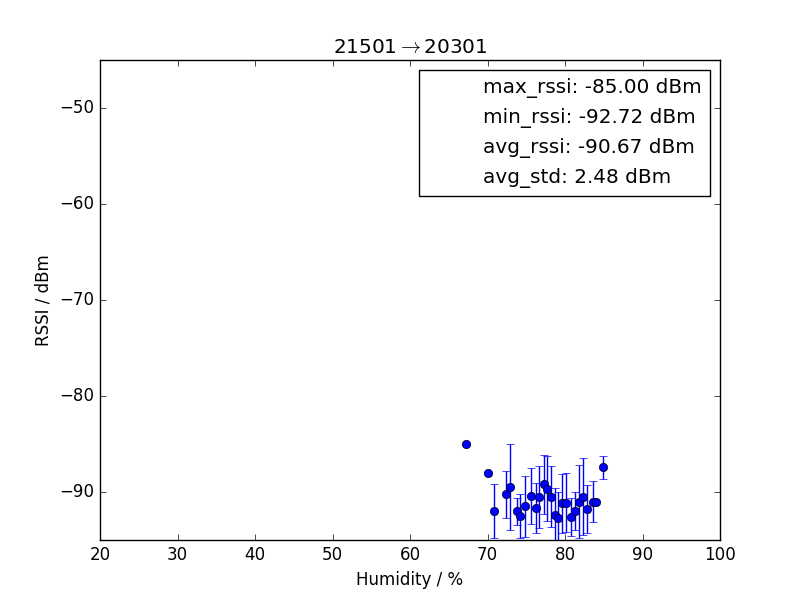 21501→20301
max_rssi: -85.00 dBm
min_rssi: -92.72 dBm
avg_rssi: -90.67 dBm
avg_std: 2.48 dBm
RSSI / dBm
−50
−60
−70
−80
−90
20 30 40 50 60 70 80 90 100
Humidity / %